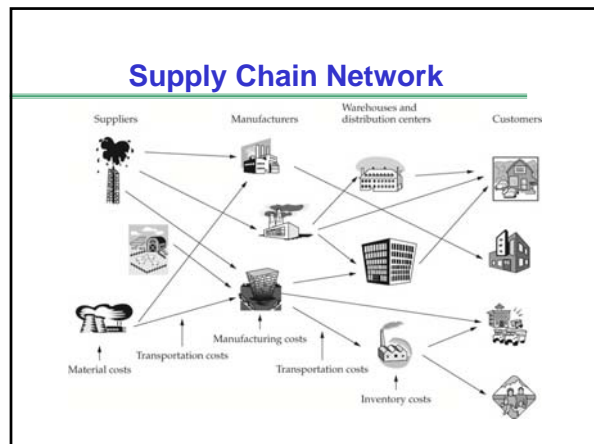 Supply Chain Network
Suppliers
Manufacturers
Warehouses and
distribution centers
Customers
Material costs
Transportation costs
Manufacturing costs
Transportation costs
Inventory costs